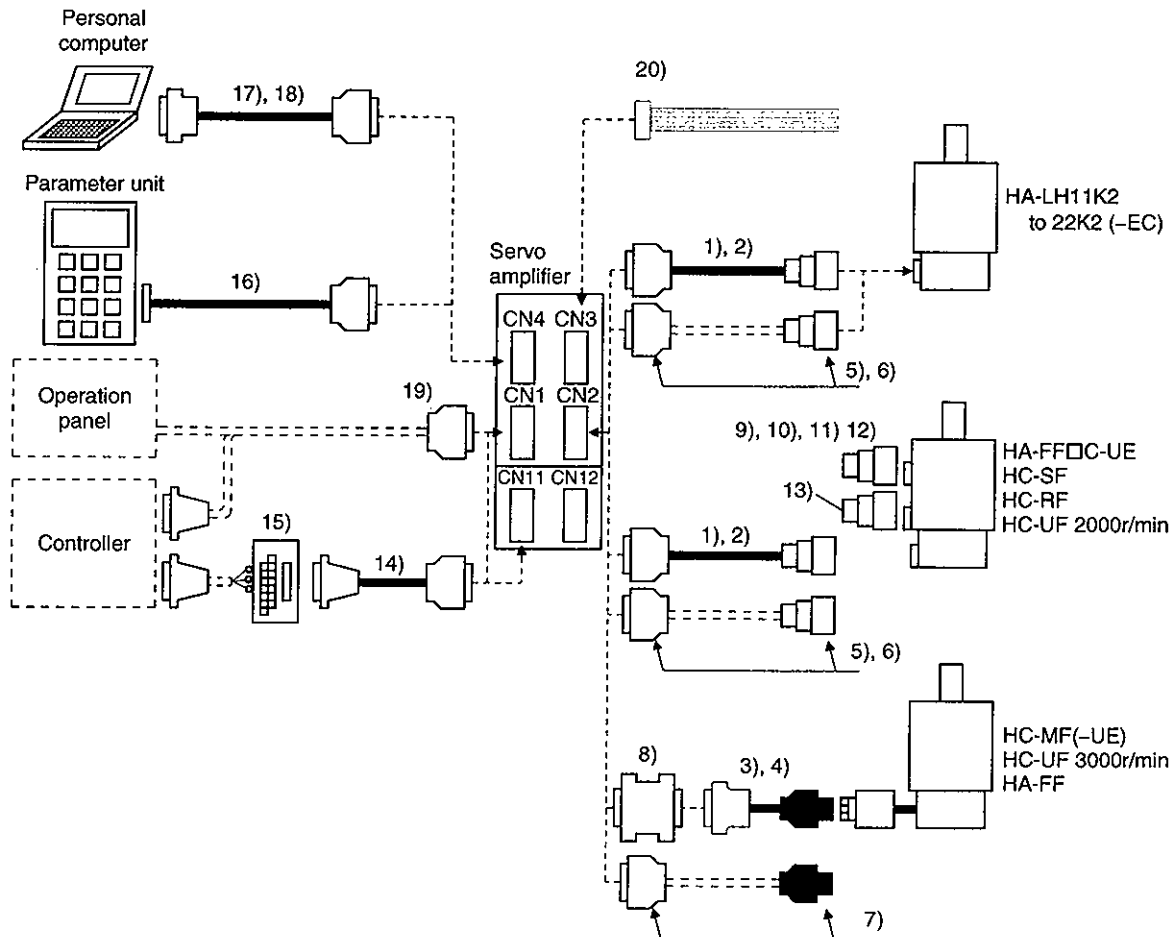 Personal
computer
17), 18)
20)
Parameter unit
16)
Servo
amplifier
1), 2)
HA-LH11K2
to 22K2 (-EC)
CN4 CN3
5), 6)
Operation
panel
19)
CN1 CN2
9), 10), 11) 12)
HA-FF□C-UE
HC-SF
HC-RF
HC-UF 2000r/min
13)
CN11 CN12
Controller
15)
14)
1), 2)
5), 6)
8)
3), 4)
HC-MF(-UE)
HC-UF 3000r/min
HA-FF
7)